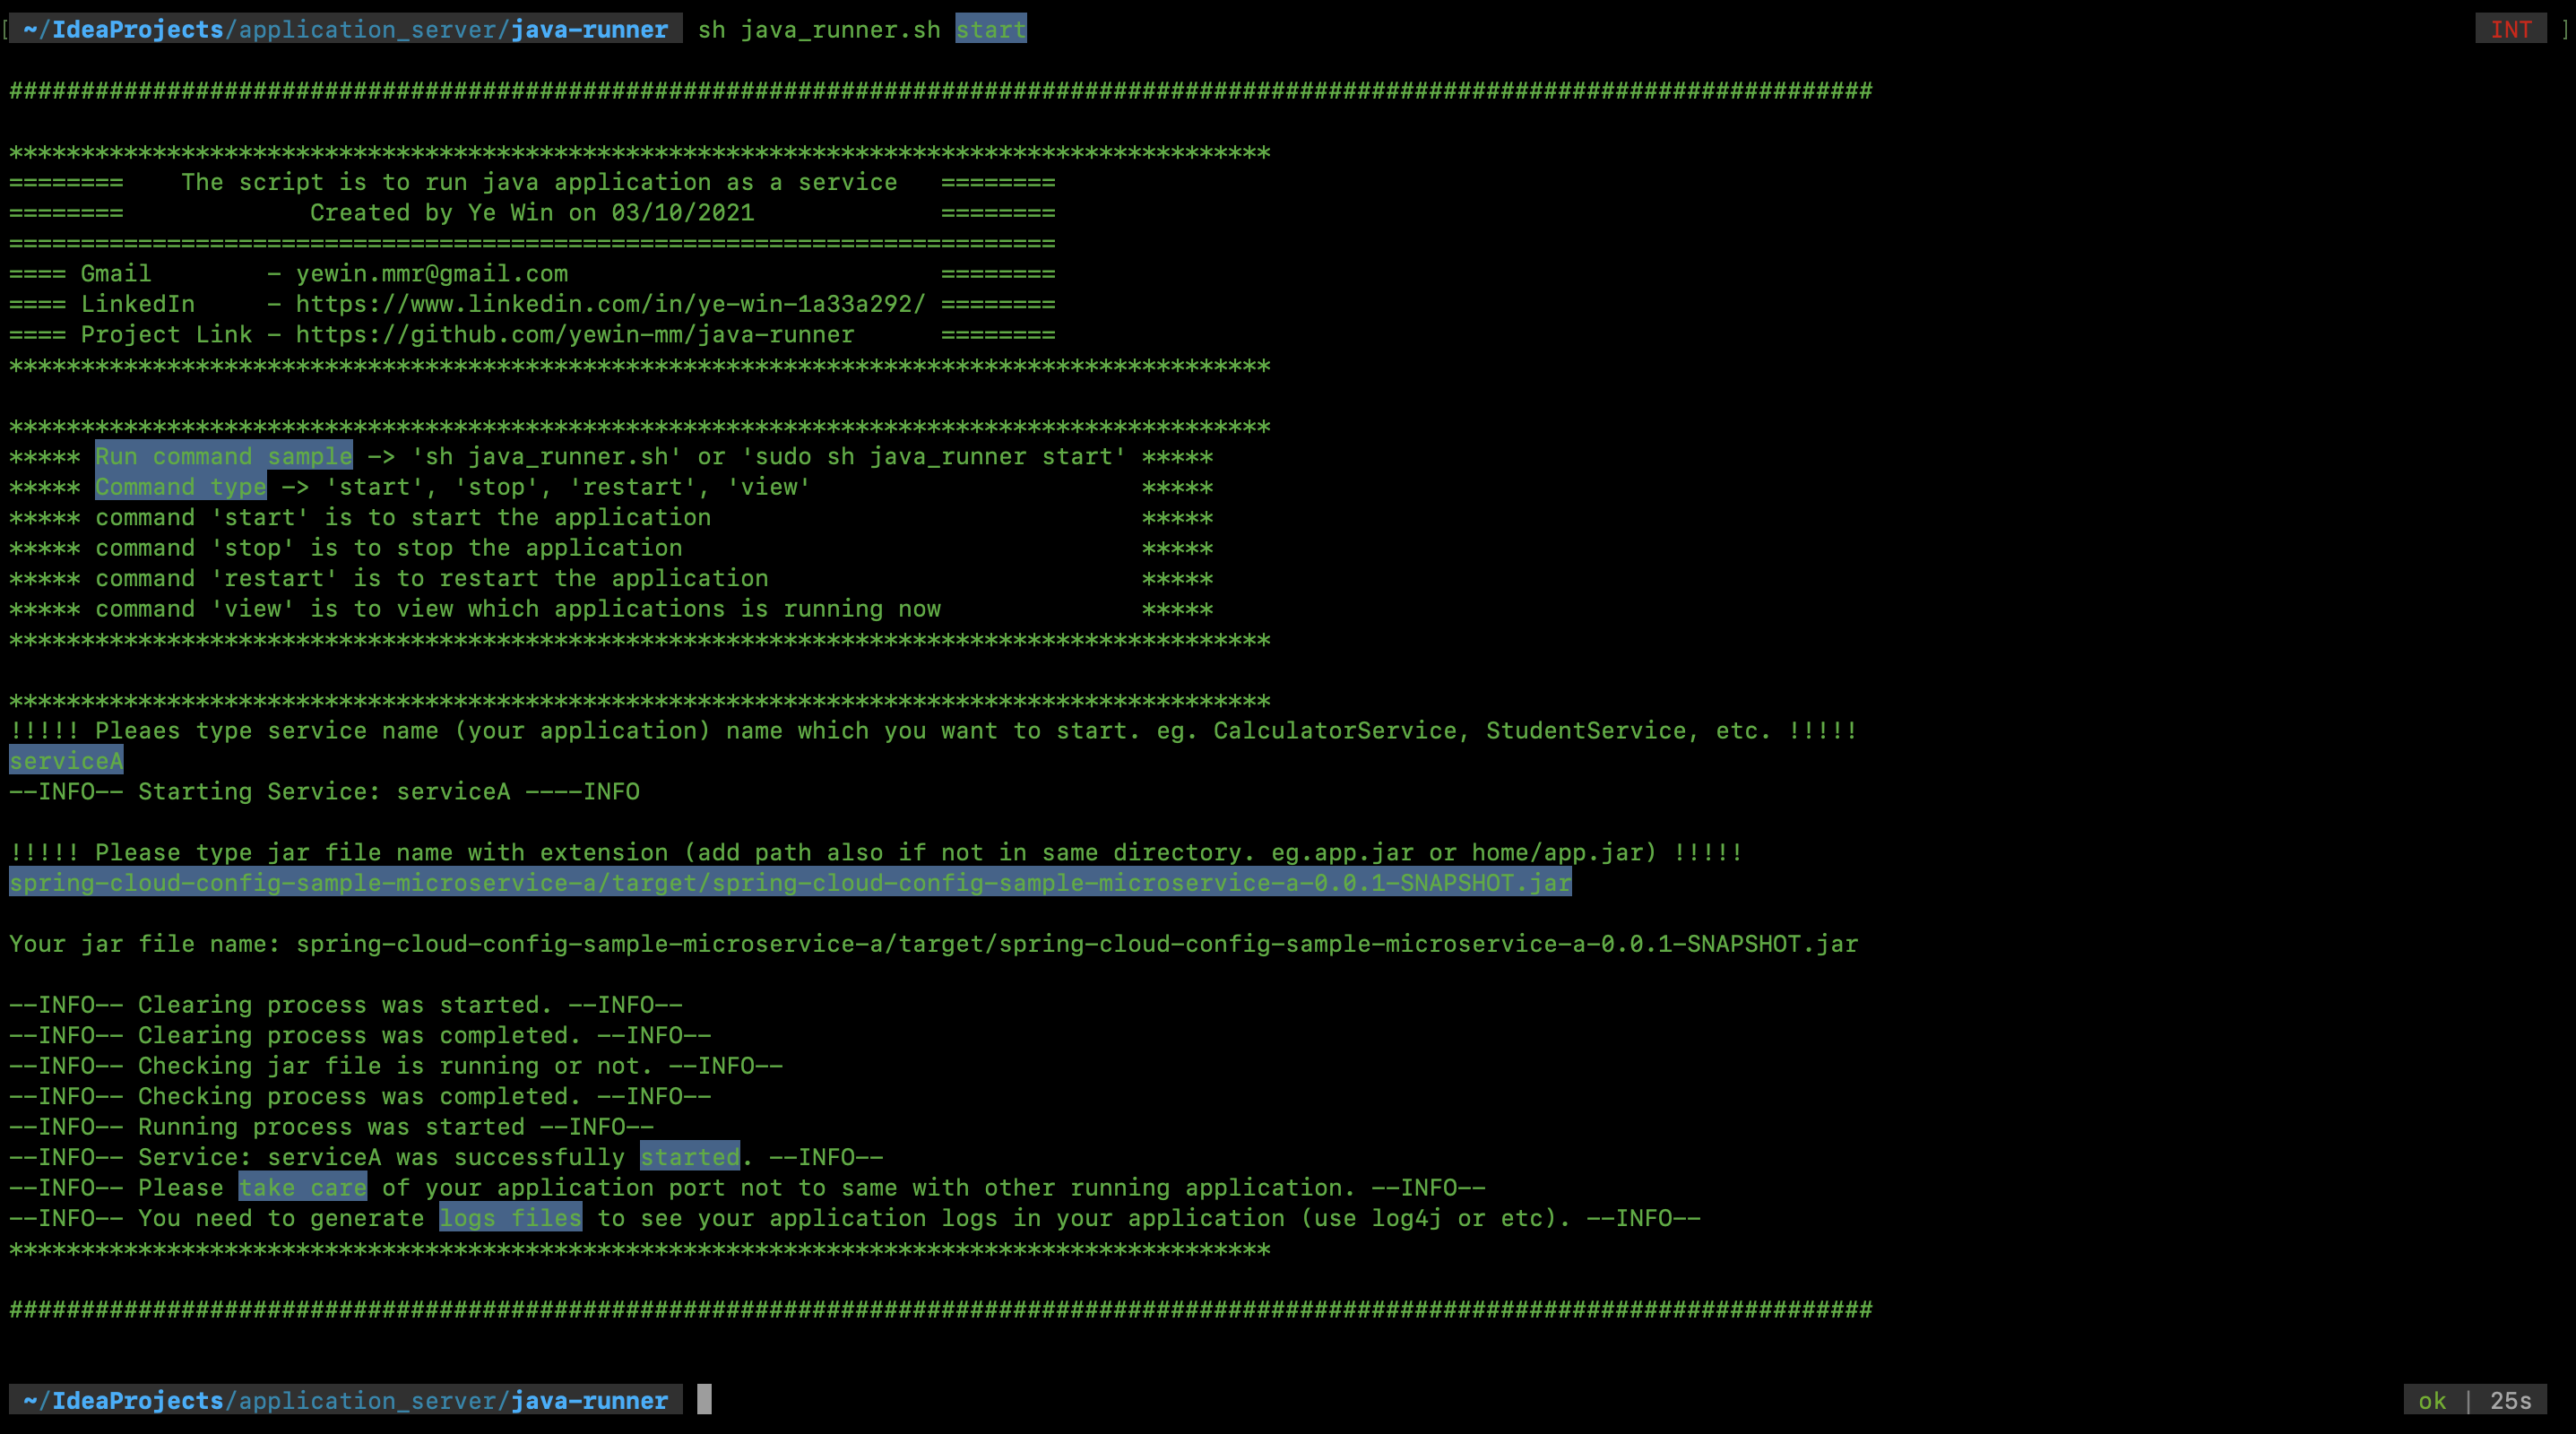 [ ~/IdeaProjects/application_server/java-runner sh java_runner.sh start INT ]
##################################################################################################################################
****************************************************************************************
======== The script is to run java application as a service ========
======== Created by Ye Win on 03/10/2021 ========
=========================================================================
==== Gmail - yewin.mmr@gmail.com ========
==== LinkedIn - https://www.linkedin.com/in/ye-win-1a33a292/ ========
==== Project Link - https://github.com/yewin-mm/java-runner ========
****************************************************************************************
****************************************************************************************
***** Run command sample -> 'sh java_runner.sh' or 'sudo sh java_runner start' *****
***** Command type -> 'start', 'stop', 'restart', 'view' *****
***** command 'start' is to start the application *****
***** command 'stop' is to stop the application *****
***** command 'restart' is to restart the application *****
***** command 'view' is to view which applications is running now *****
****************************************************************************************
****************************************************************************************
!!!!! Pleaes type service name (your application) name which you want to start. eg. CalculatorService, StudentService, etc. !!!!!
serviceA
--INFO-- Starting Service: serviceA ----INFO
!!!!! Please type jar file name with extension (add path also if not in same directory. eg.app.jar or home/app.jar) !!!!!
spring-cloud-config-sample-microservice-a/target/spring-cloud-config-sample-microservice-a-0.0.1-SNAPSHOT.jar
Your jar file name: spring-cloud-config-sample-microservice-a/target/spring-cloud-config-sample-microservice-a-0.0.1-SNAPSHOT.jar
--INFO-- Clearing process was started. --INFO--
--INFO-- Clearing process was completed. --INFO--
--INFO-- Checking jar file is running or not. --INFO--
--INFO-- Checking process was completed. --INFO--
--INFO-- Running process was started --INFO--
--INFO-- Service: serviceA was successfully started. --INFO--
--INFO-- Please take care of your application port not to same with other running application. --INFO--
--INFO-- You need to generate logs files to see your application logs in your application (use log4j or etc). --INFO--
****************************************************************************************
##################################################################################################################################
~/IdeaProjects/application_server/java-runner ok | 25s